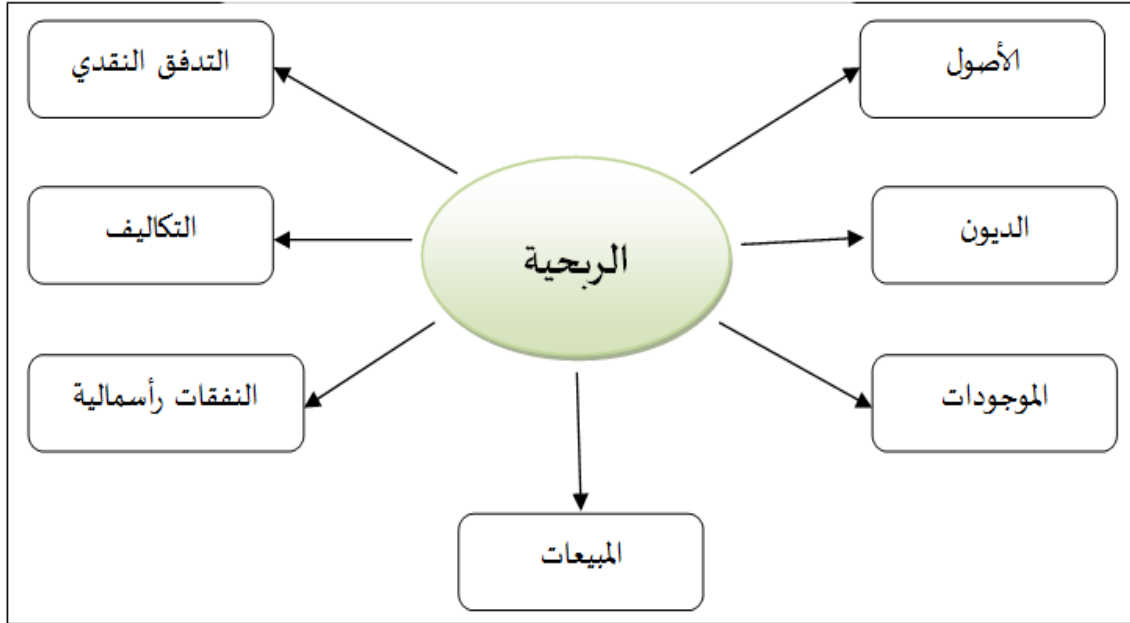 الأصول
التدفق النقدي
الديون
التكاليف
الربحية
الموجودات
النفقات رأسمالية
المبيعات